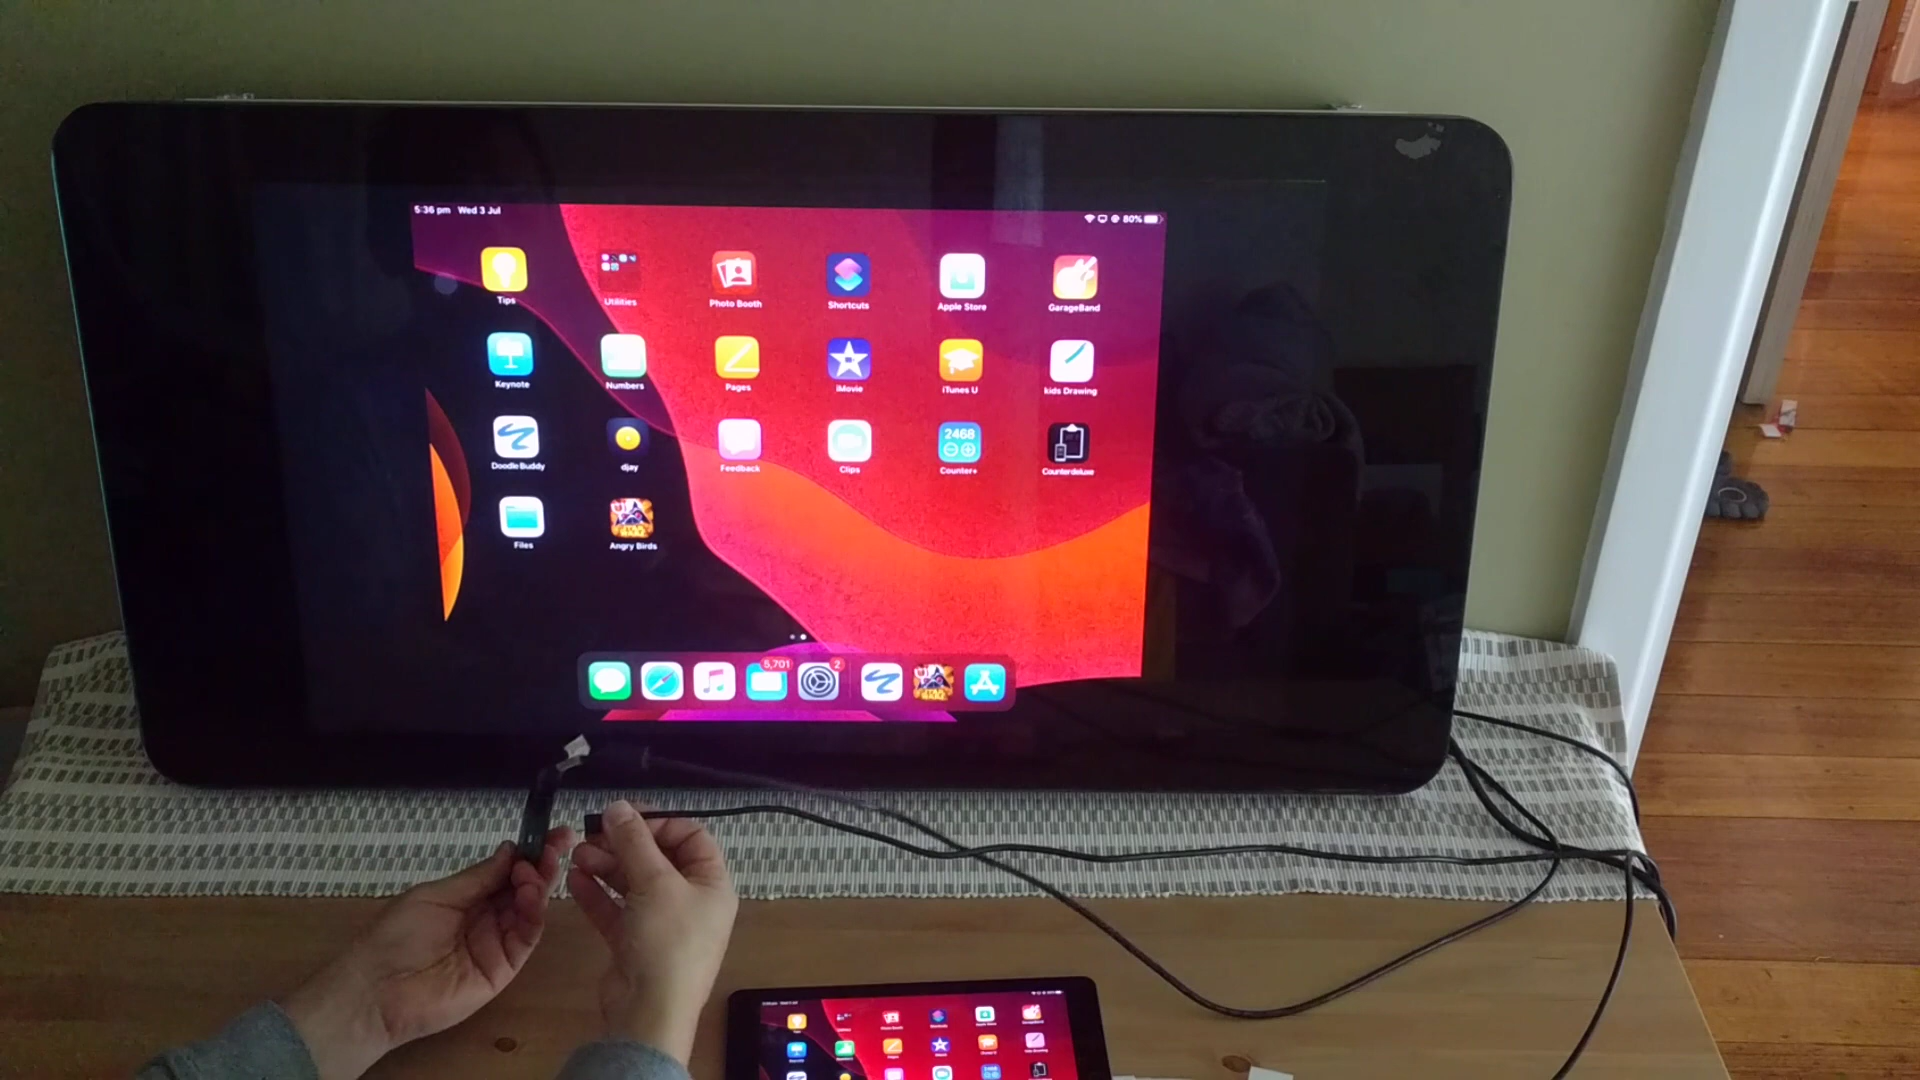 5:36 pm Wed 3 Jul 80%
Tips Utilities Photo Booth Shortcuts Apple Store GarageBand
Keynote Numbers Pages iMovie iTunes U kids Drawing
2468
Doodle Buddy djay Feedback Clips Counter+ Counterdeluxe
Files Angry Birds
5,701 2